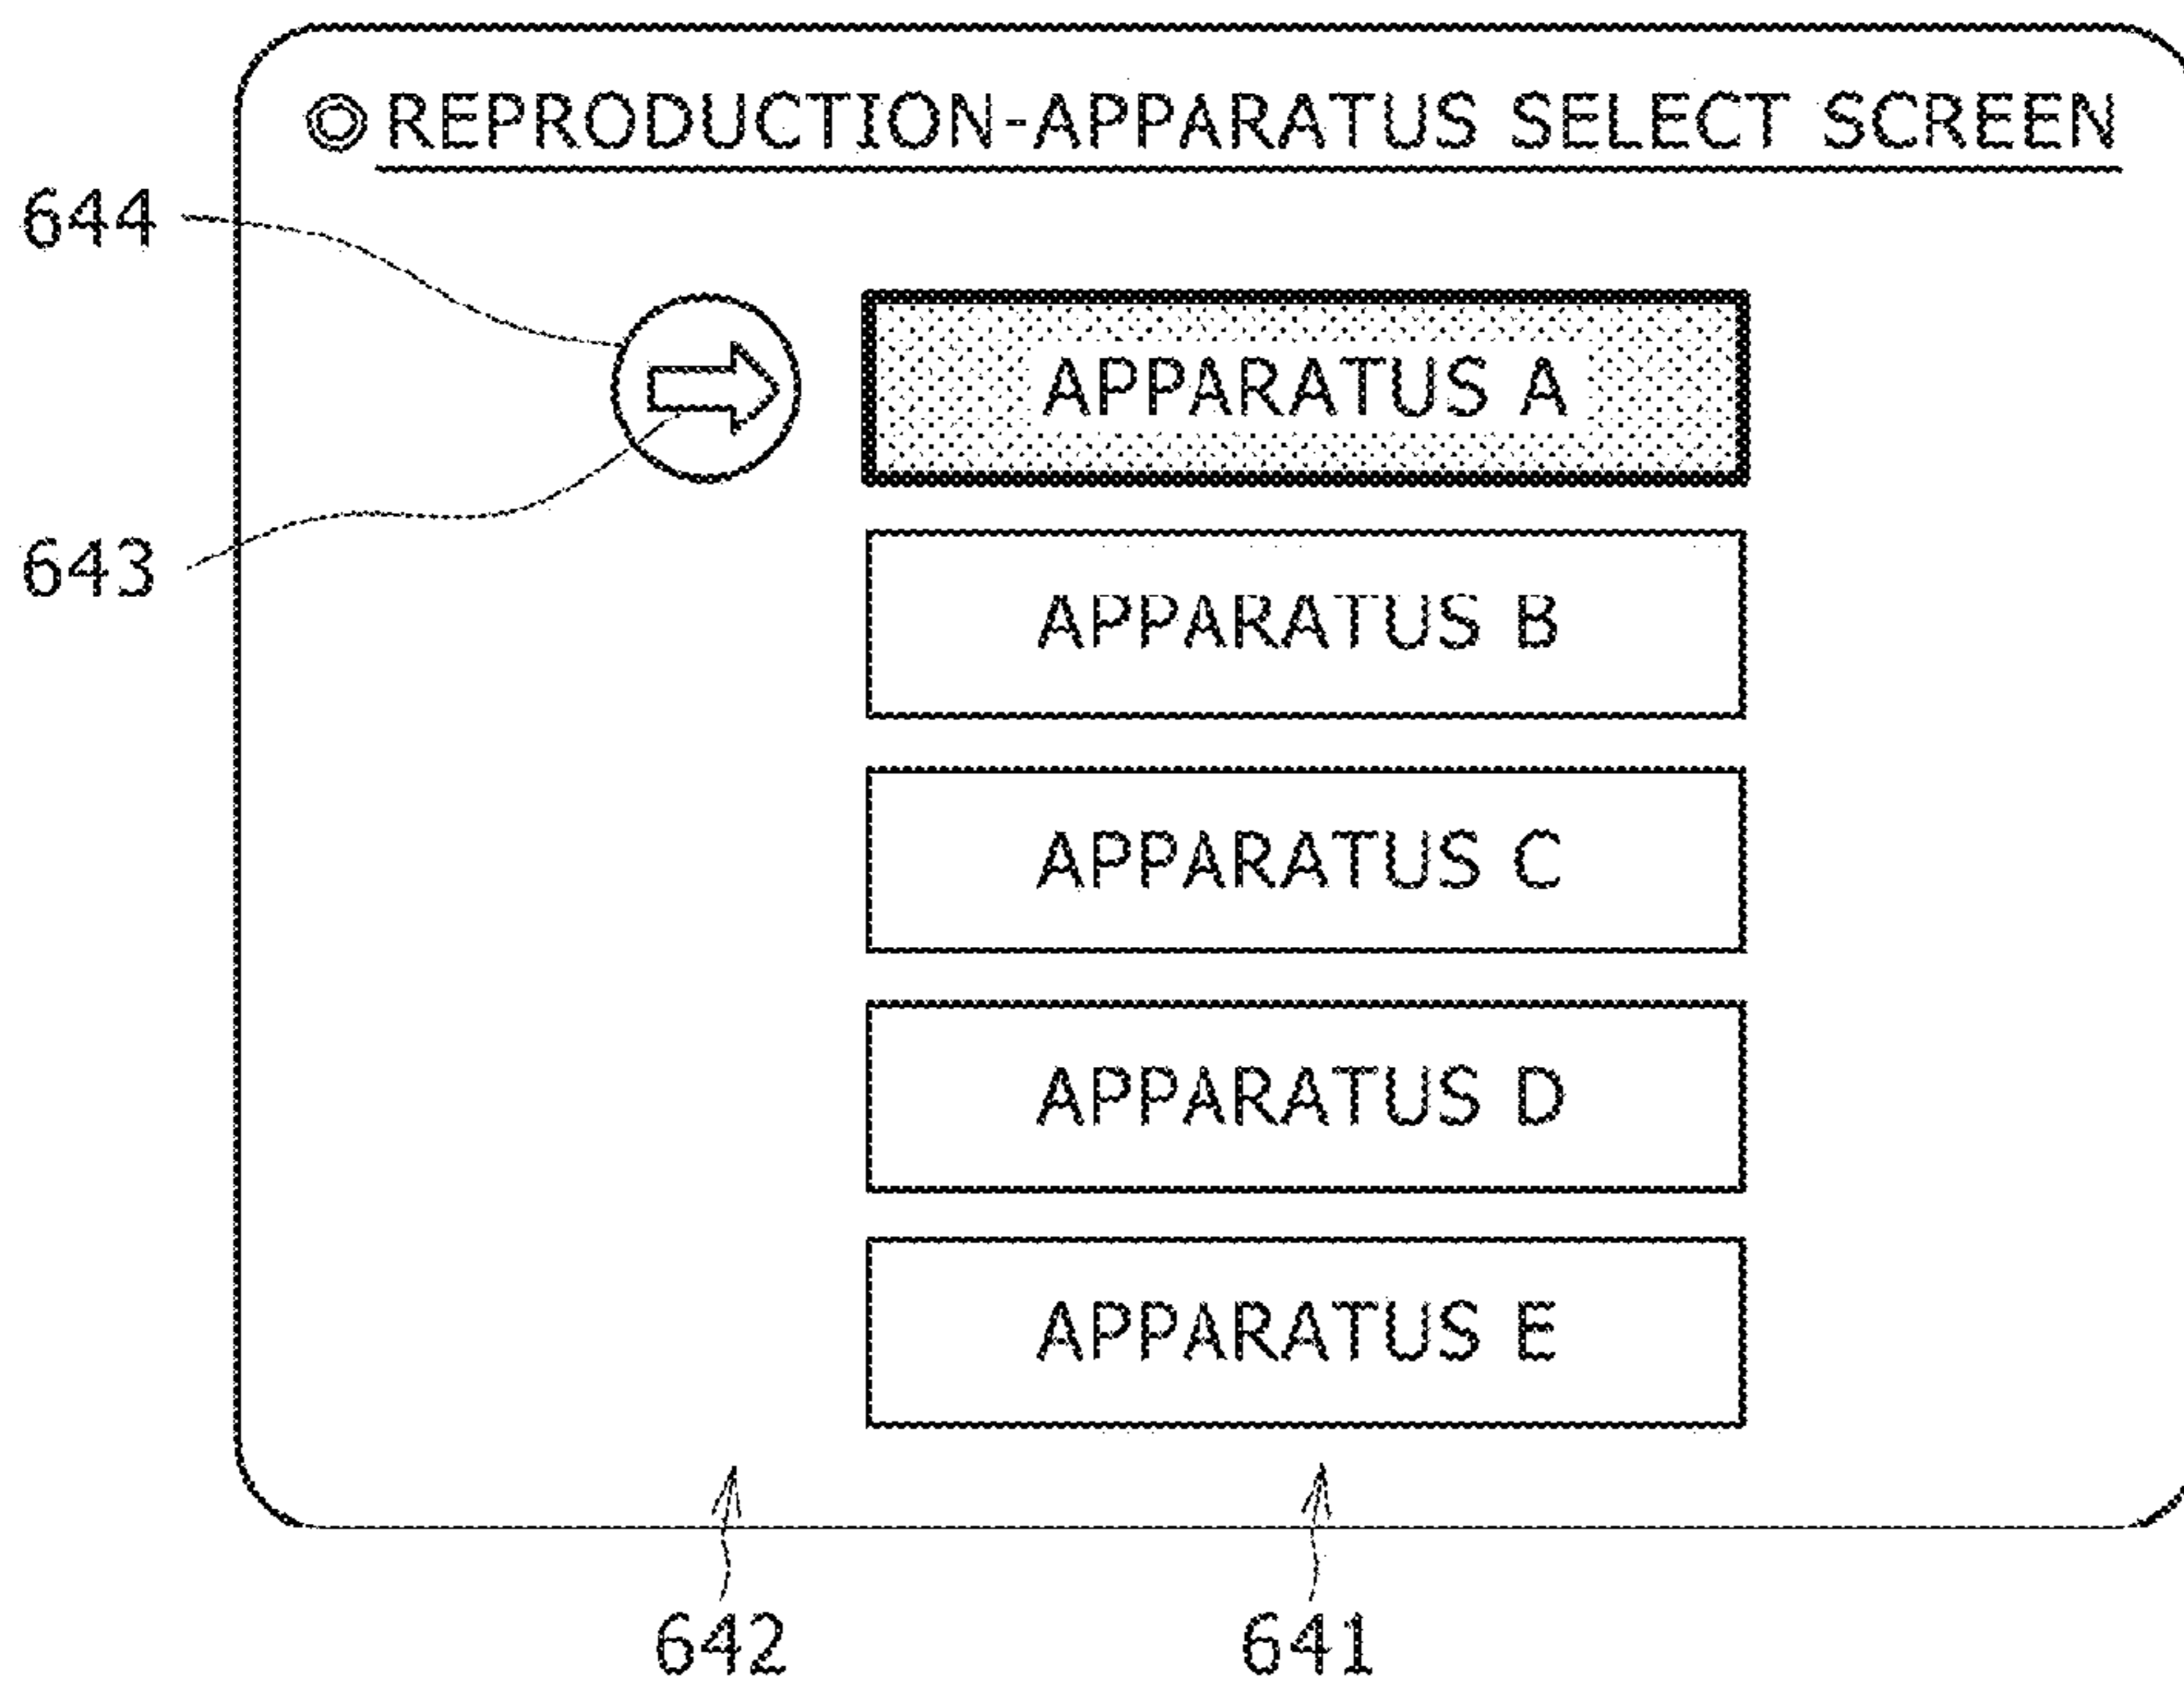 ◎ REPRODUCTION-APPARATUS SELECT SCREEN
644
APPARATUS A
643
APPARATUS B
APPARATUS C
APPARATUS D
APPARATUS E
642 641